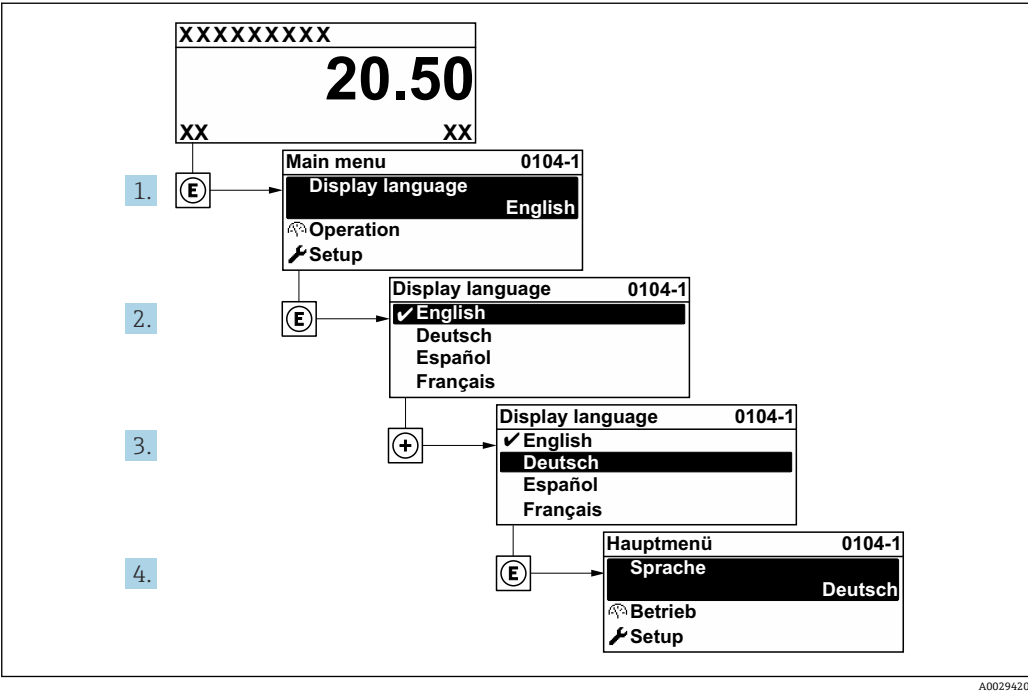 XXXXXXXXX
20.50
XX XX
1. E
Main menu 0104-1
Display language
English
Operation
Setup
2. E
Display language 0104-1
✔English
Deutsch
Español
Français
3. +
Display language 0104-1
✔English
Deutsch
Español
Français
4. E
Hauptmenü 0104-1
Sprache
Deutsch
Betrieb
Setup
A0029420